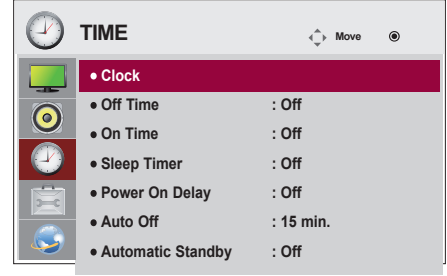 TIME Move
● Clock
● Off Time : Off
● On Time : Off
● Sleep Timer : Off
● Power On Delay : Off
● Auto Off : 15 min.
● Automatic Standby : Off